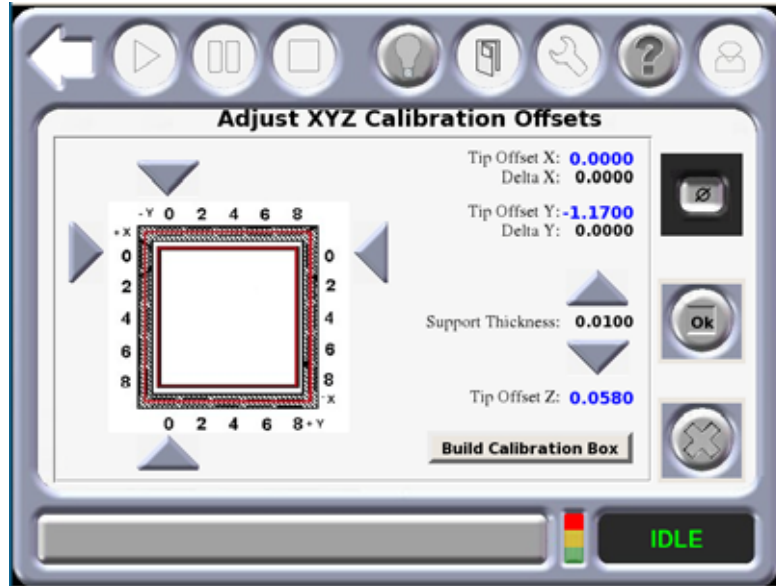 Adjust XYZ Calibration Offsets
Tip Offset X: 0.0000
Delta X: 0.0000
Tip Offset Y: -1.1700
Delta Y: 0.0000
- Y 0 2 4 6 8
+ X
0 0
2 2
4 4
6 6
8 8
- X
0 2 4 6 8 + Y
Support Thickness: 0.0100
Tip Offset Z: 0.0580
Build Calibration Box
?
Ø
Ok
IDLE